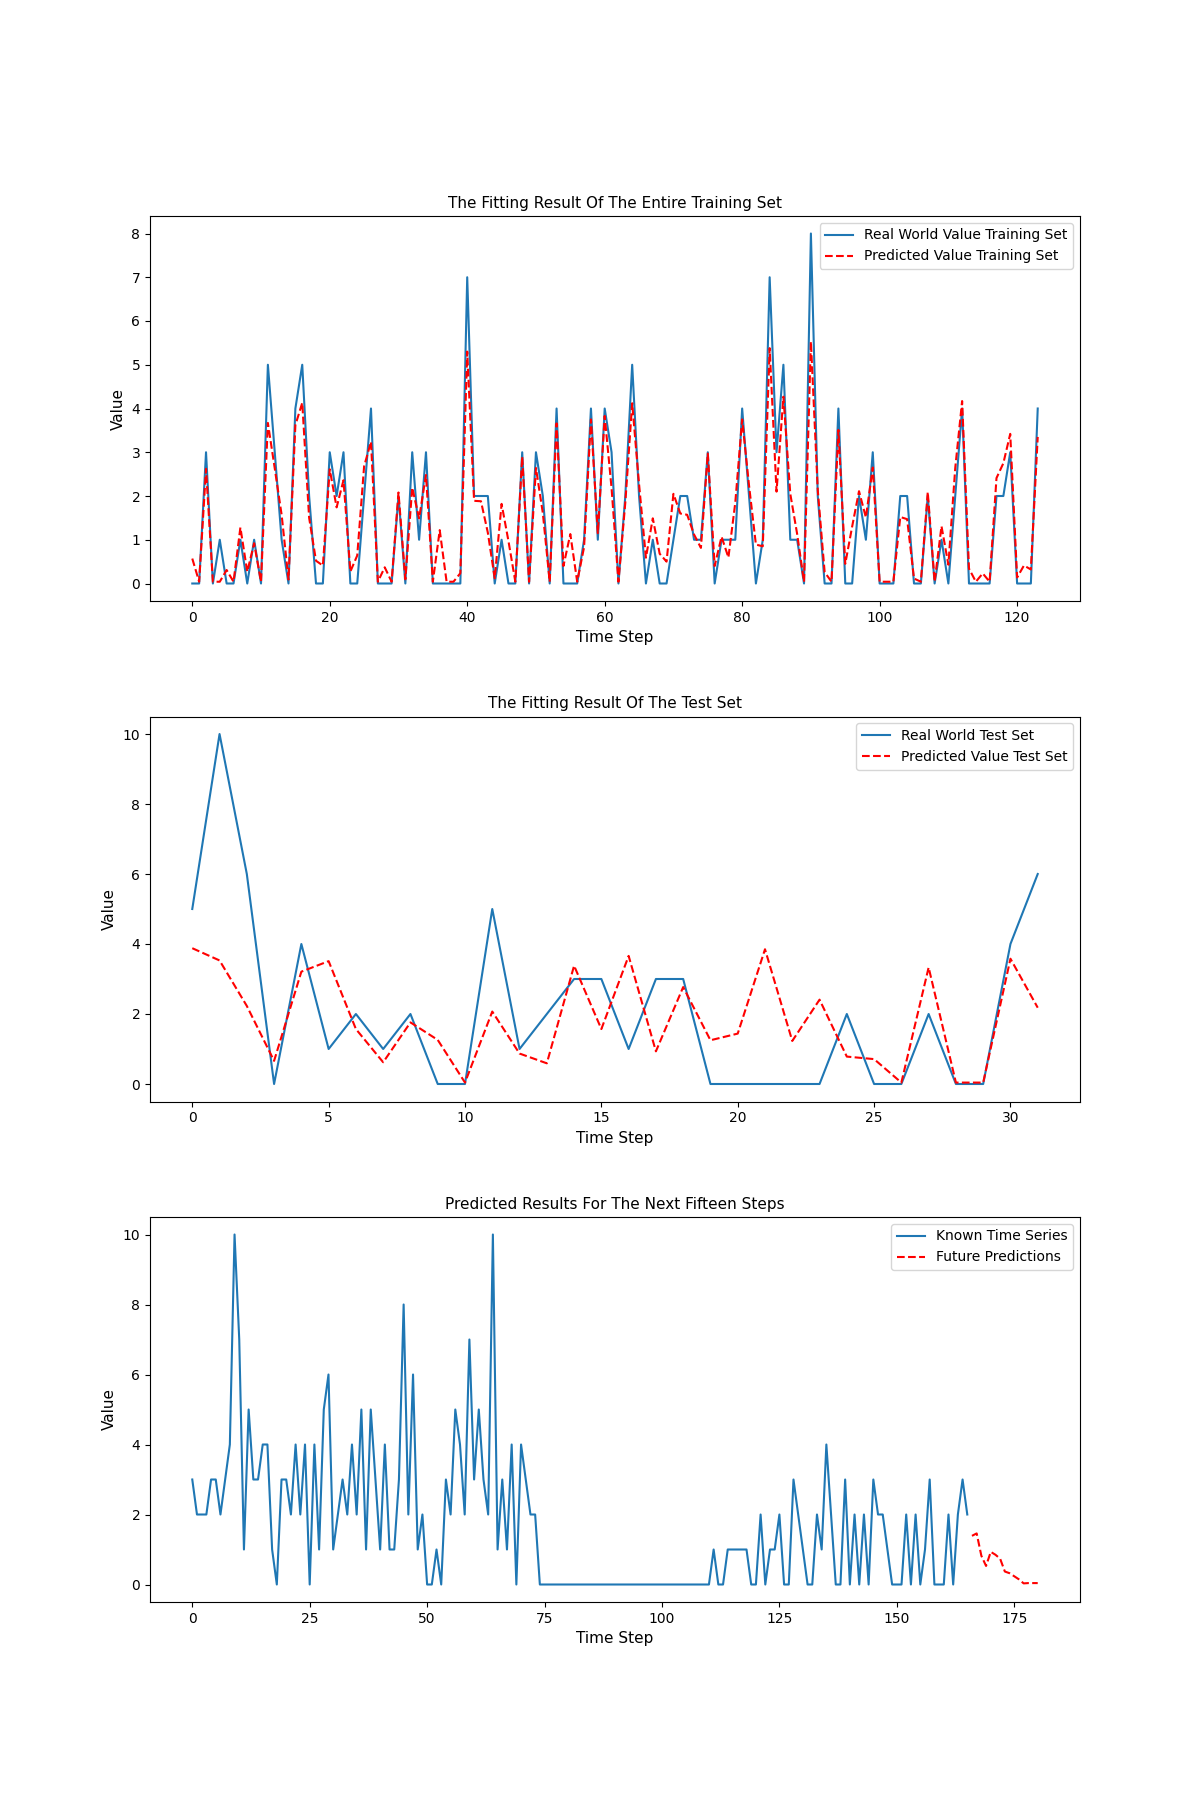 The Fitting Result Of The Entire Training Set
8
7
6
5
4
3
2
1
0
Value
Real World Value Training Set
Predicted Value Training Set
0 20 40 60 80 100 120
Time Step
The Fitting Result Of The Test Set
10
8
6
4
2
0
Value
Real World Test Set
Predicted Value Test Set
0 5 10 15 20 25 30
Time Step
Predicted Results For The Next Fifteen Steps
10
8
6
4
2
0
Value
Known Time Series
Future Predictions
0 25 50 75 100 125 150 175
Time Step